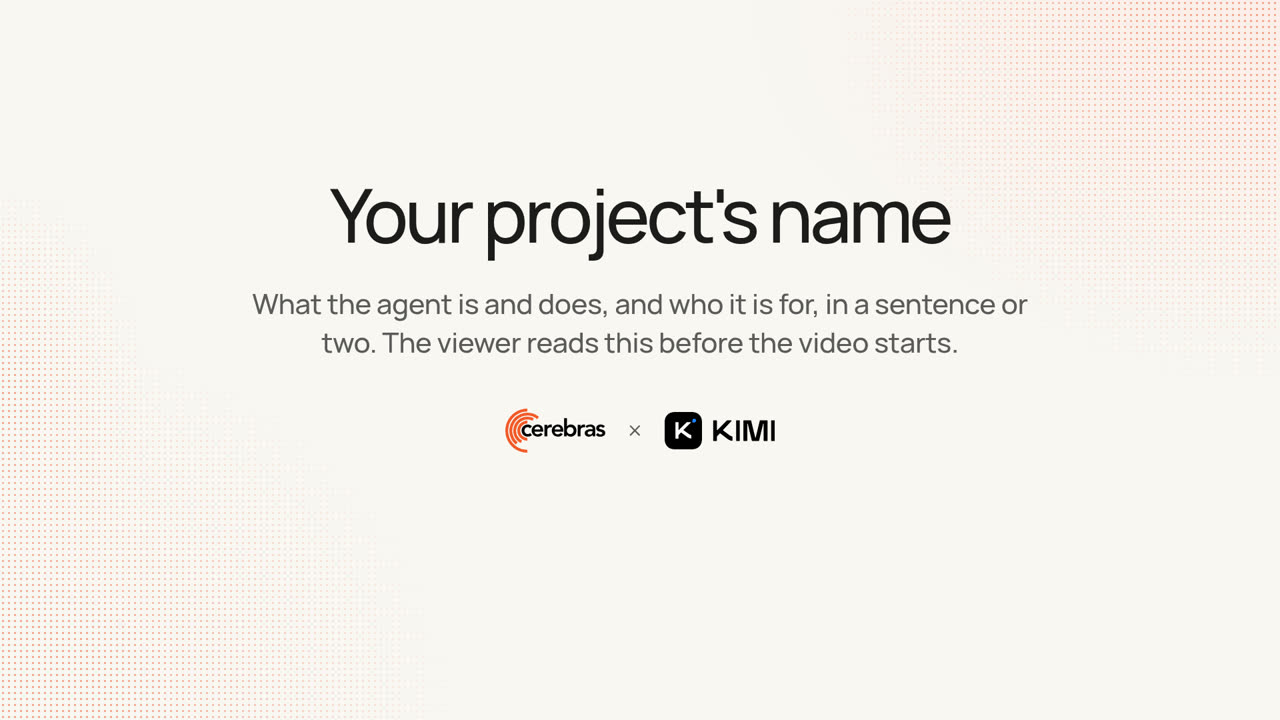 Your project's name
What the agent is and does, and who it is for, in a sentence or
two. The viewer reads this before the video starts.
cerebras × K KIMI